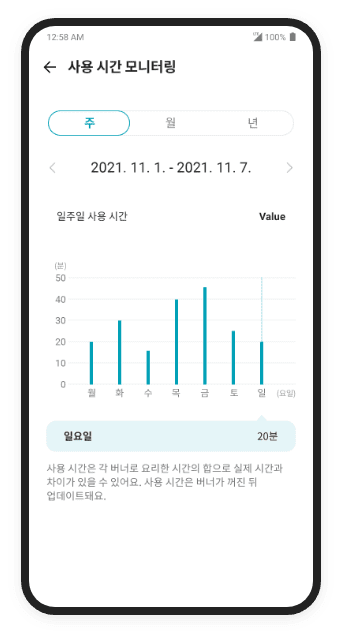 12:58 AM 100%
사용 시간 모니터링
주 월 년
2021. 11. 1. - 2021. 11. 7.
일주일 사용 시간 Value
(분)
50
40
30
20
10
0
월 화 수 목 금 토 일 (요일)
일요일 20분
사용 시간은 각 버너로 요리한 시간의 합으로 실제 시간과
차이가 있을 수 있어요. 사용 시간은 버너가 꺼진 뒤
업데이트돼요.